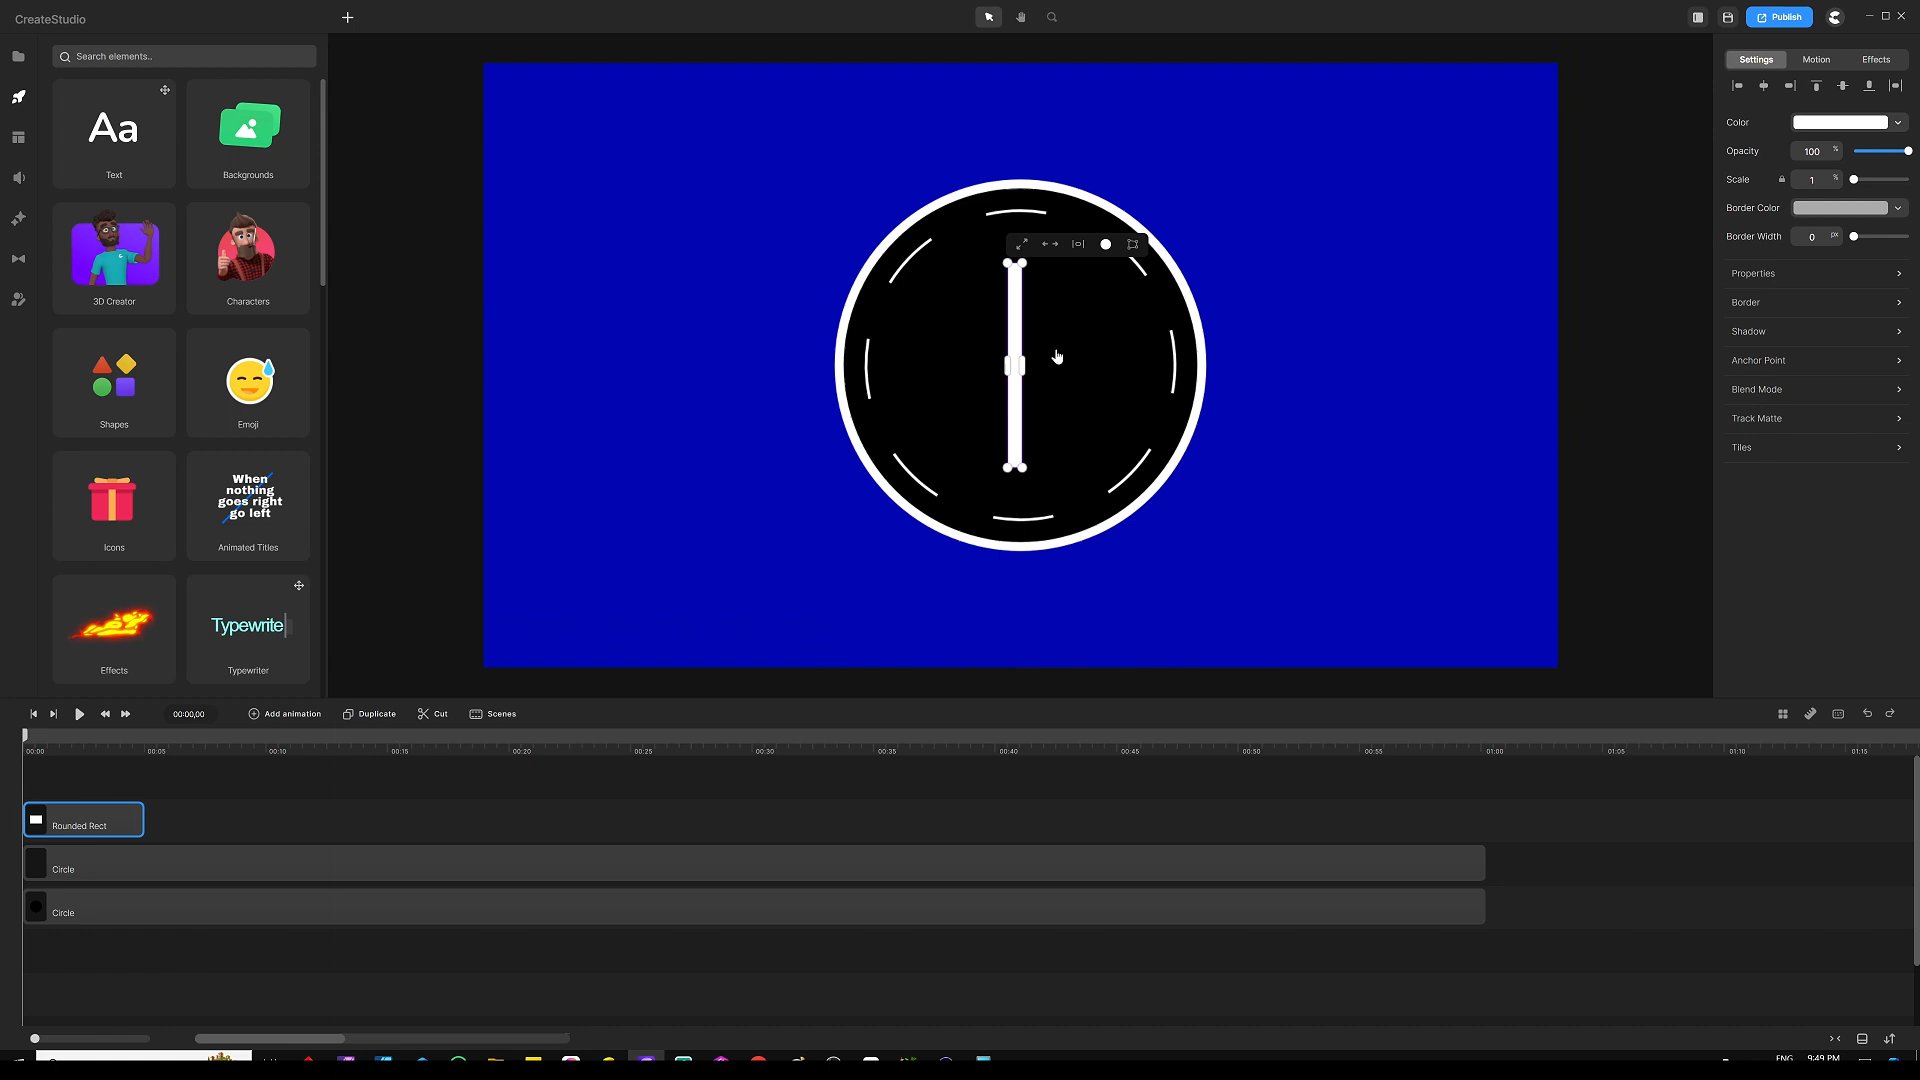 CreateStudio
Publish
Search elements..
Settings
Motion
Effects
Aa
Text
Backgrounds
Color
Opacity
100
%
Scale
1
%
Border Color
Border Width
0
px
3D Creator
Characters
Properties
Border
Shadow
Anchor Point
Shapes
Emoji
Blend Mode
Track Matte
Tiles
When
nothing
goes right
go left
Icons
Animated Titles
Typewrite
Effects
Typewriter
00:00,00
Add animation
Duplicate
Cut
Scenes
00:00
00:05
00:10
00:15
00:20
00:25
00:30
00:35
00:40
00:45
00:50
00:55
01:00
01:05
01:10
01:15
Rounded Rect
Circle
Circle
ENG
9:49 PM